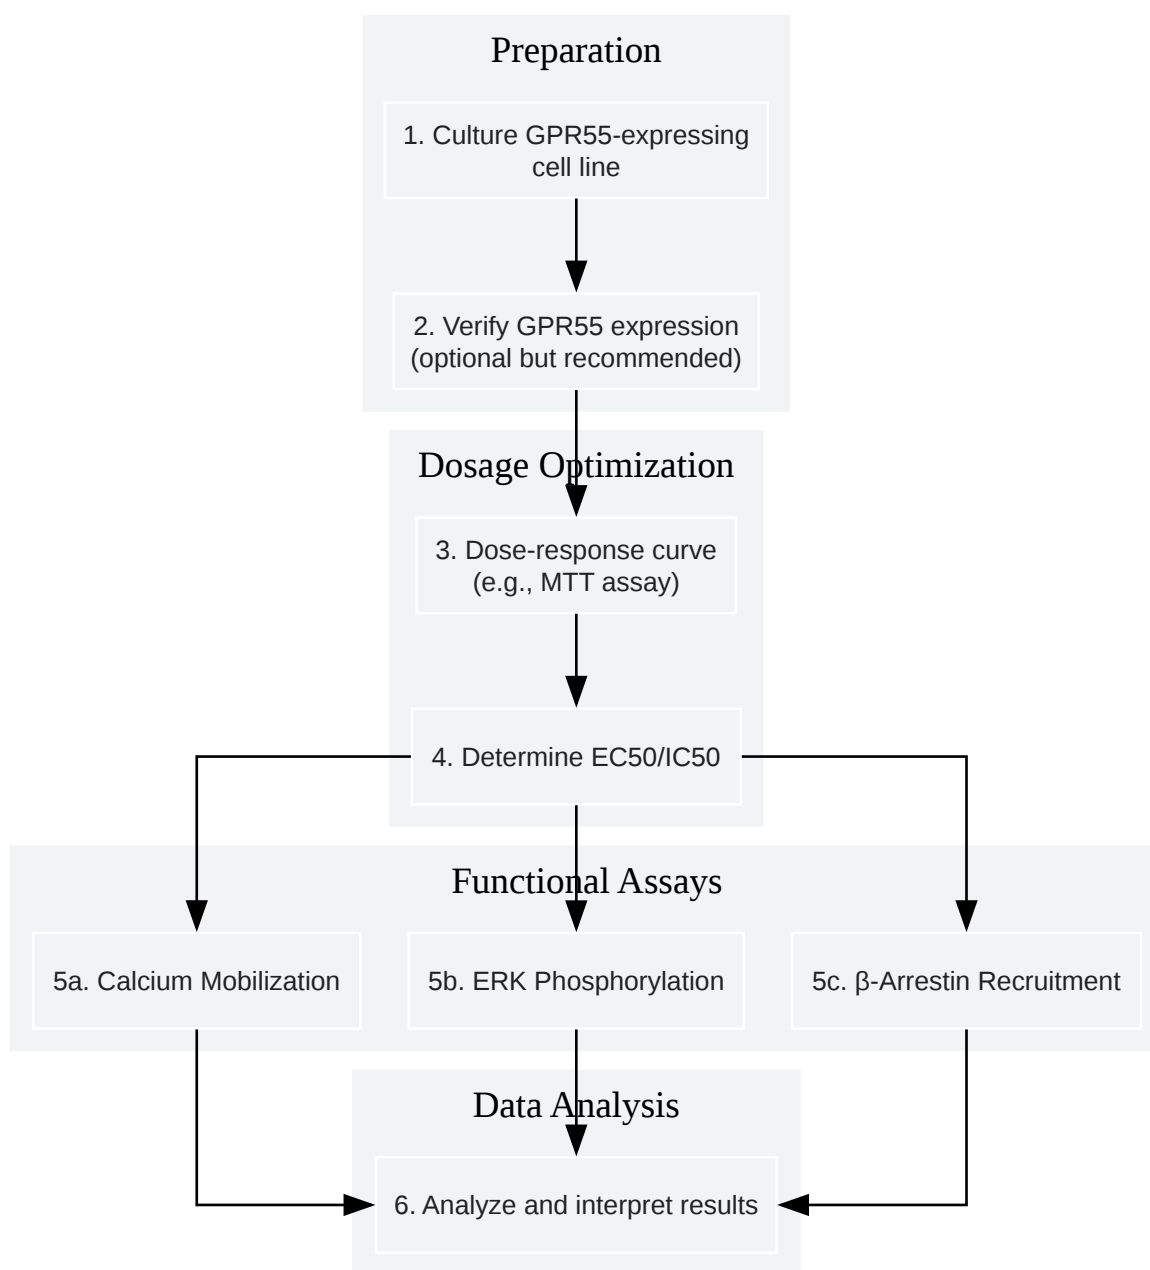 Preparation
1. Culture GPR55-expressing
cell line
2. Verify GPR55 expression
(optional but recommended)
Dosage Optimization
3. Dose-response curve
(e.g., MTT assay)
4. Determine EC50/IC50
Functional Assays
5a. Calcium Mobilization
5b. ERK Phosphorylation
5c. β-Arrestin Recruitment
Data Analysis
6. Analyze and interpret results